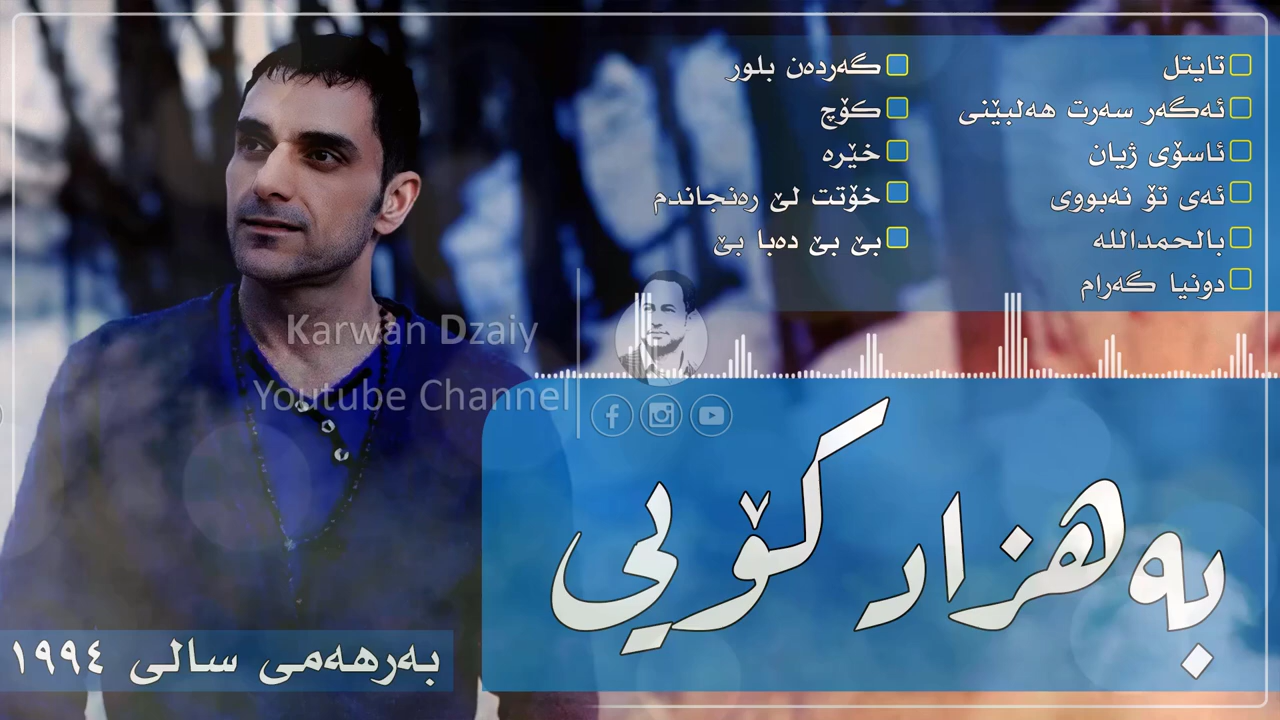 تایتل
ئەگەر سەرت هەلبێنی
ئاسۆی ژیان
ئەی تۆ نەبووی
بالحمداللە
دونیا گەرام
گەردەن بلور
کۆچ
خێرە
خۆتت لێ رەنجاندم
بێ بێ دەبا بێ
Karwan Dzaiy
Youtube Channel
بەهزاد کۆیی
بەرهەمی سالی ١٩٩٤